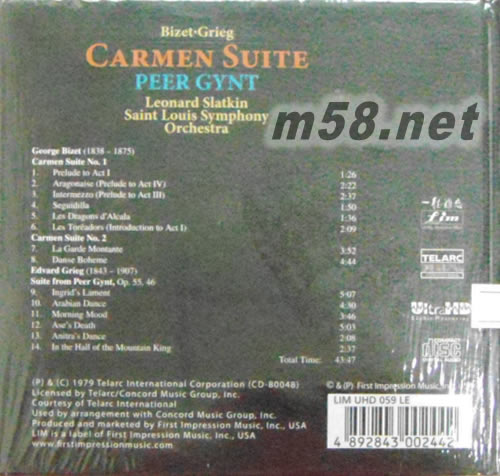 Bizet·Grieg
CARMEN SUITE
PEER GYNT
Leonard Slatkin
Saint Louis Symphony
Orchestra
m58.net
George Bizet (1838 - 1875)
Carmen Suite No. 1
1. Prelude to Act I 1:26
2. Aragonaise (Prelude to Act IV) 2:22
3. Intermezzo (Prelude to Act III) 2:37
4. Seguidilla 1:50
5. Les Dragons d'Alcala 1:36
6. Les Toréadors (Introduction to Act I) 2:09
Carmen Suite No. 2
7. La Garde Montante 3:52
8. Danse Boheme 4:44
Edvard Grieg (1843 - 1907)
Suite from Peer Gynt, Op. 55, 46
9. Ingrid's Lament 5:07
10. Arabian Dance 4:30
11. Morning Mood 3:46
12. Ase's Death 5:03
13. Anitra's Dance 2:08
14. In the Hall of the Mountain King 2:37
Total Time: 43:47
fim
TELARC
UltraHD
COMPACT
disc
(P) & (C) 1979 Telarc International Corporation (CD-80048)
Licensed by Telarc/Concord Music Group, Inc.
Courtesy of Telarc International
Used by arrangement with Concord Music Group, Inc.
Produced and marketed by First Impression Music, Inc.
LIM is a label of First Impression Music, Inc.
© & (P) First Impression Music, Inc.
LIM UHD 059 LE
4 892843 002442